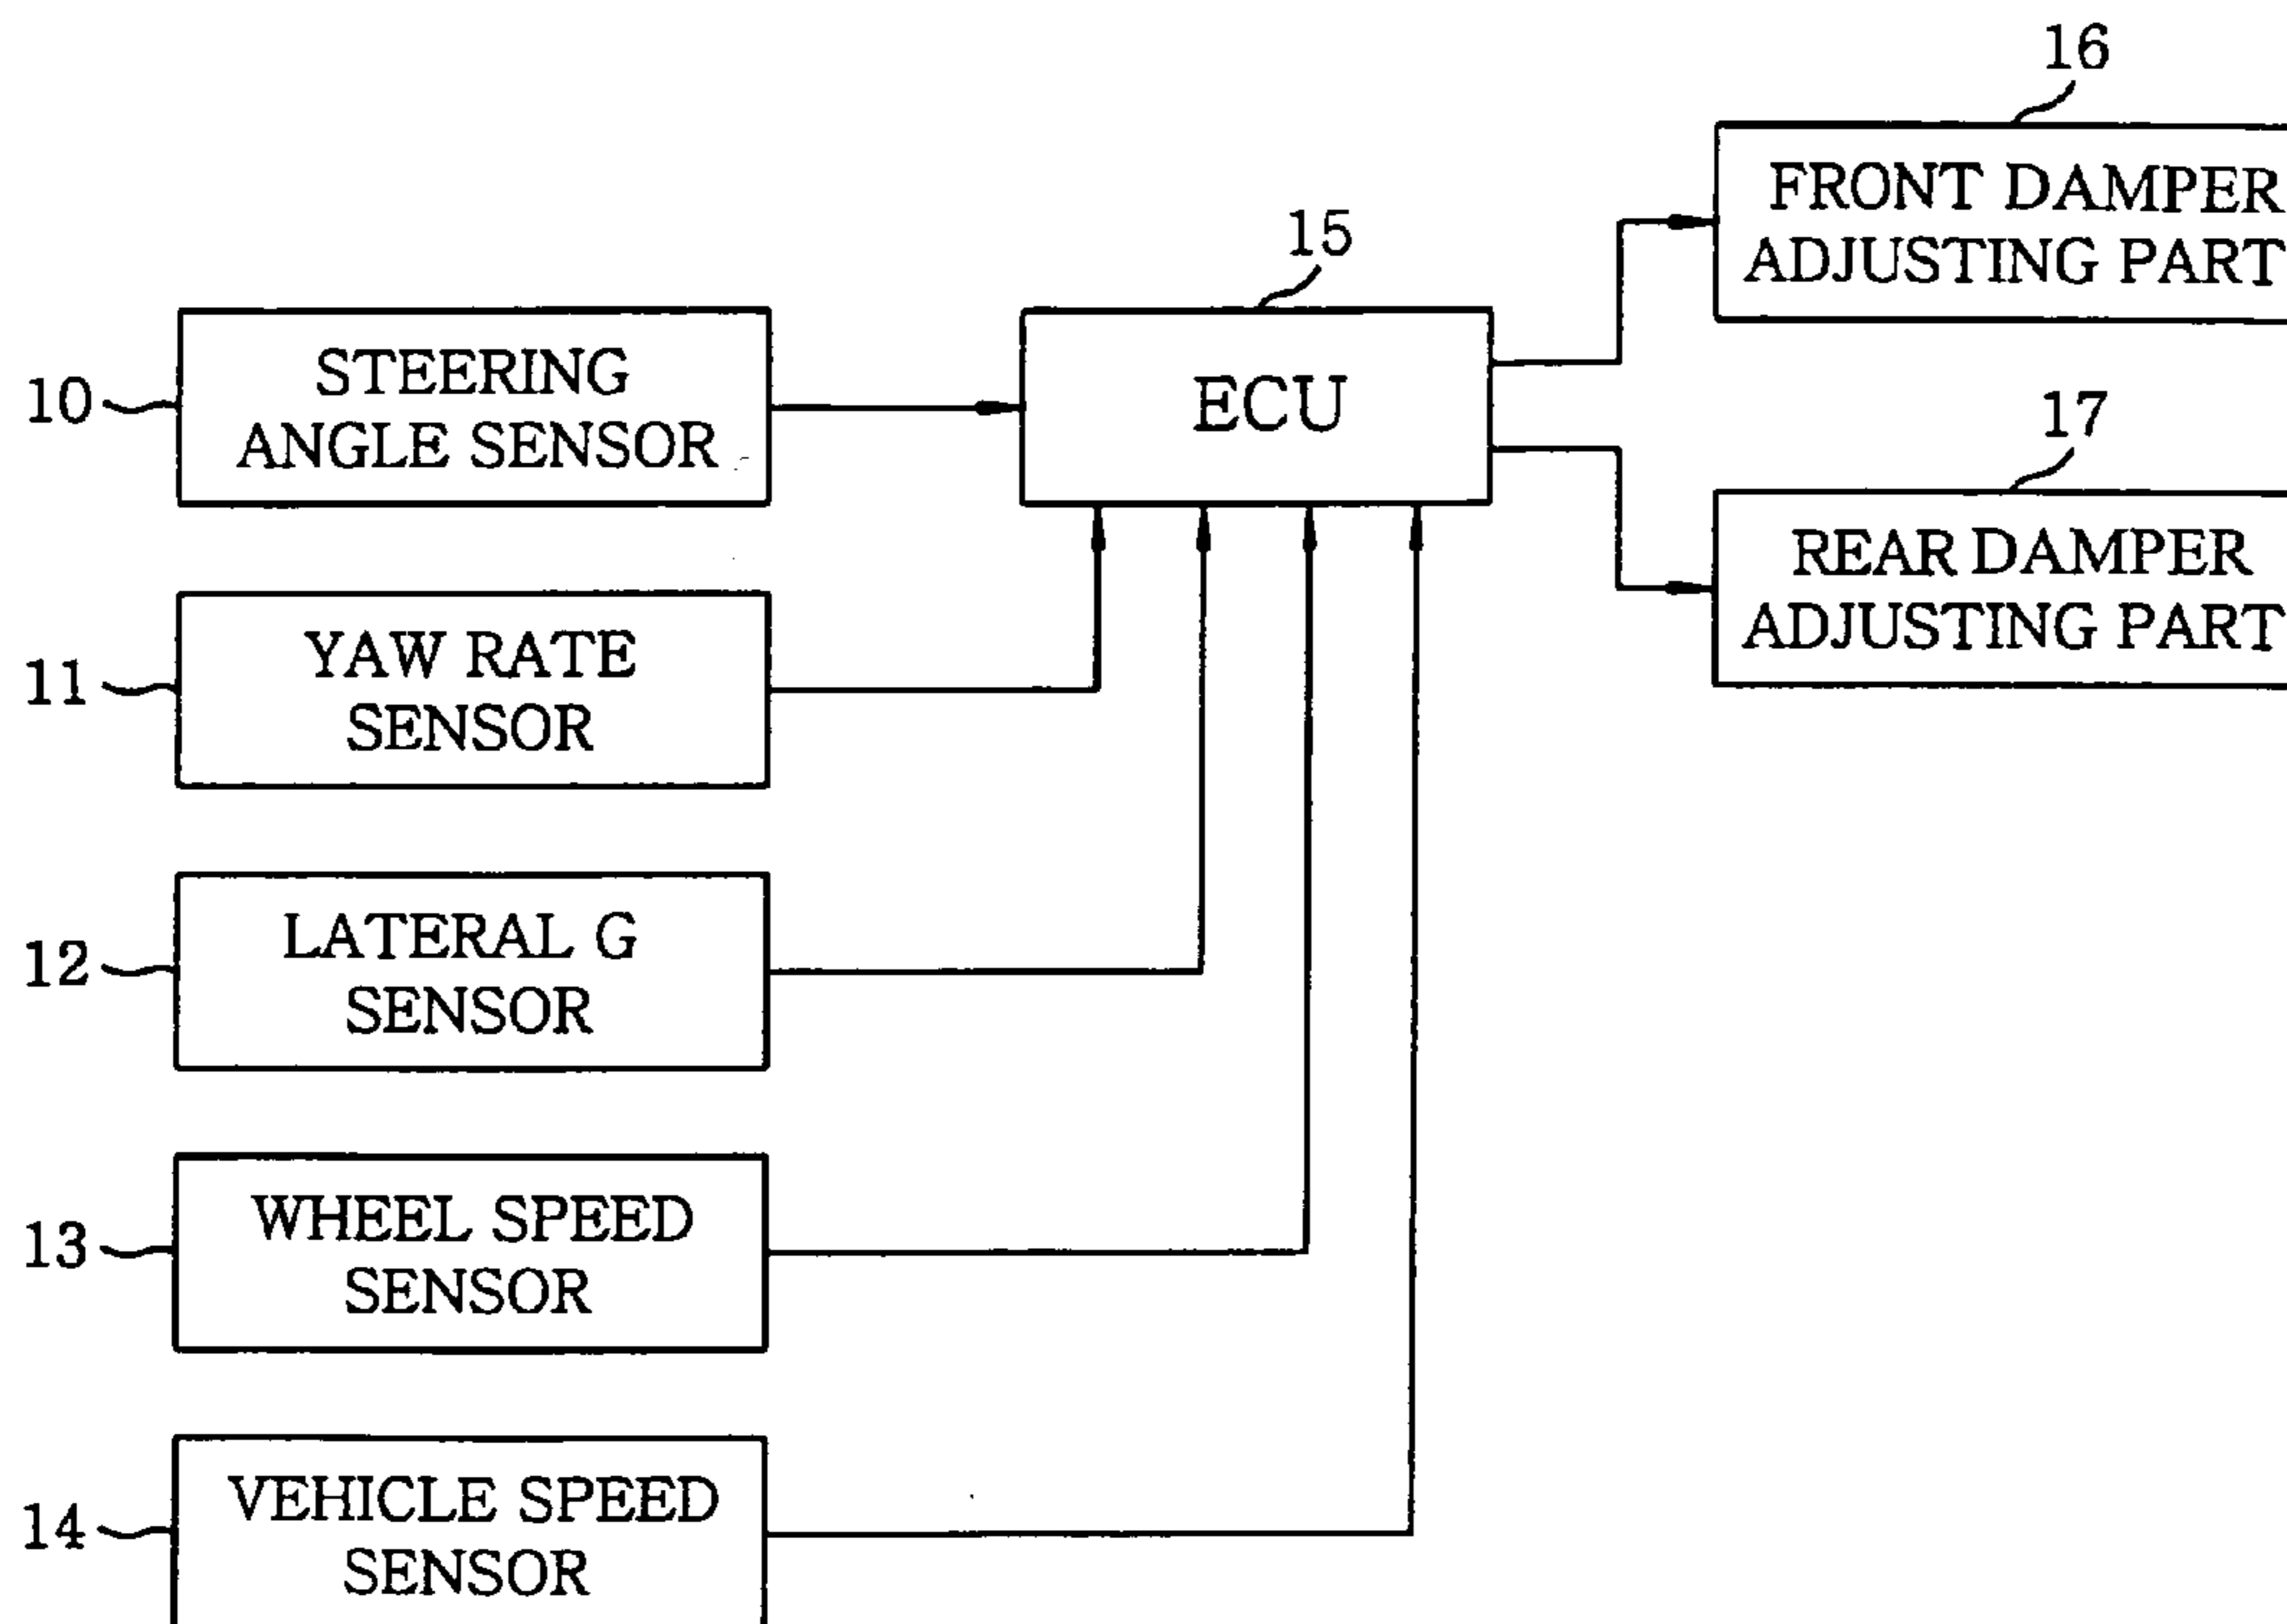 16
FRONT DAMPER
ADJUSTING PART
15
STEERING
ANGLE SENSOR
10
ECU
17
REAR DAMPER
ADJUSTING PART
YAW RATE
SENSOR
11
LATERAL G
SENSOR
12
WHEEL SPEED
SENSOR
13
VEHICLE SPEED
SENSOR
14